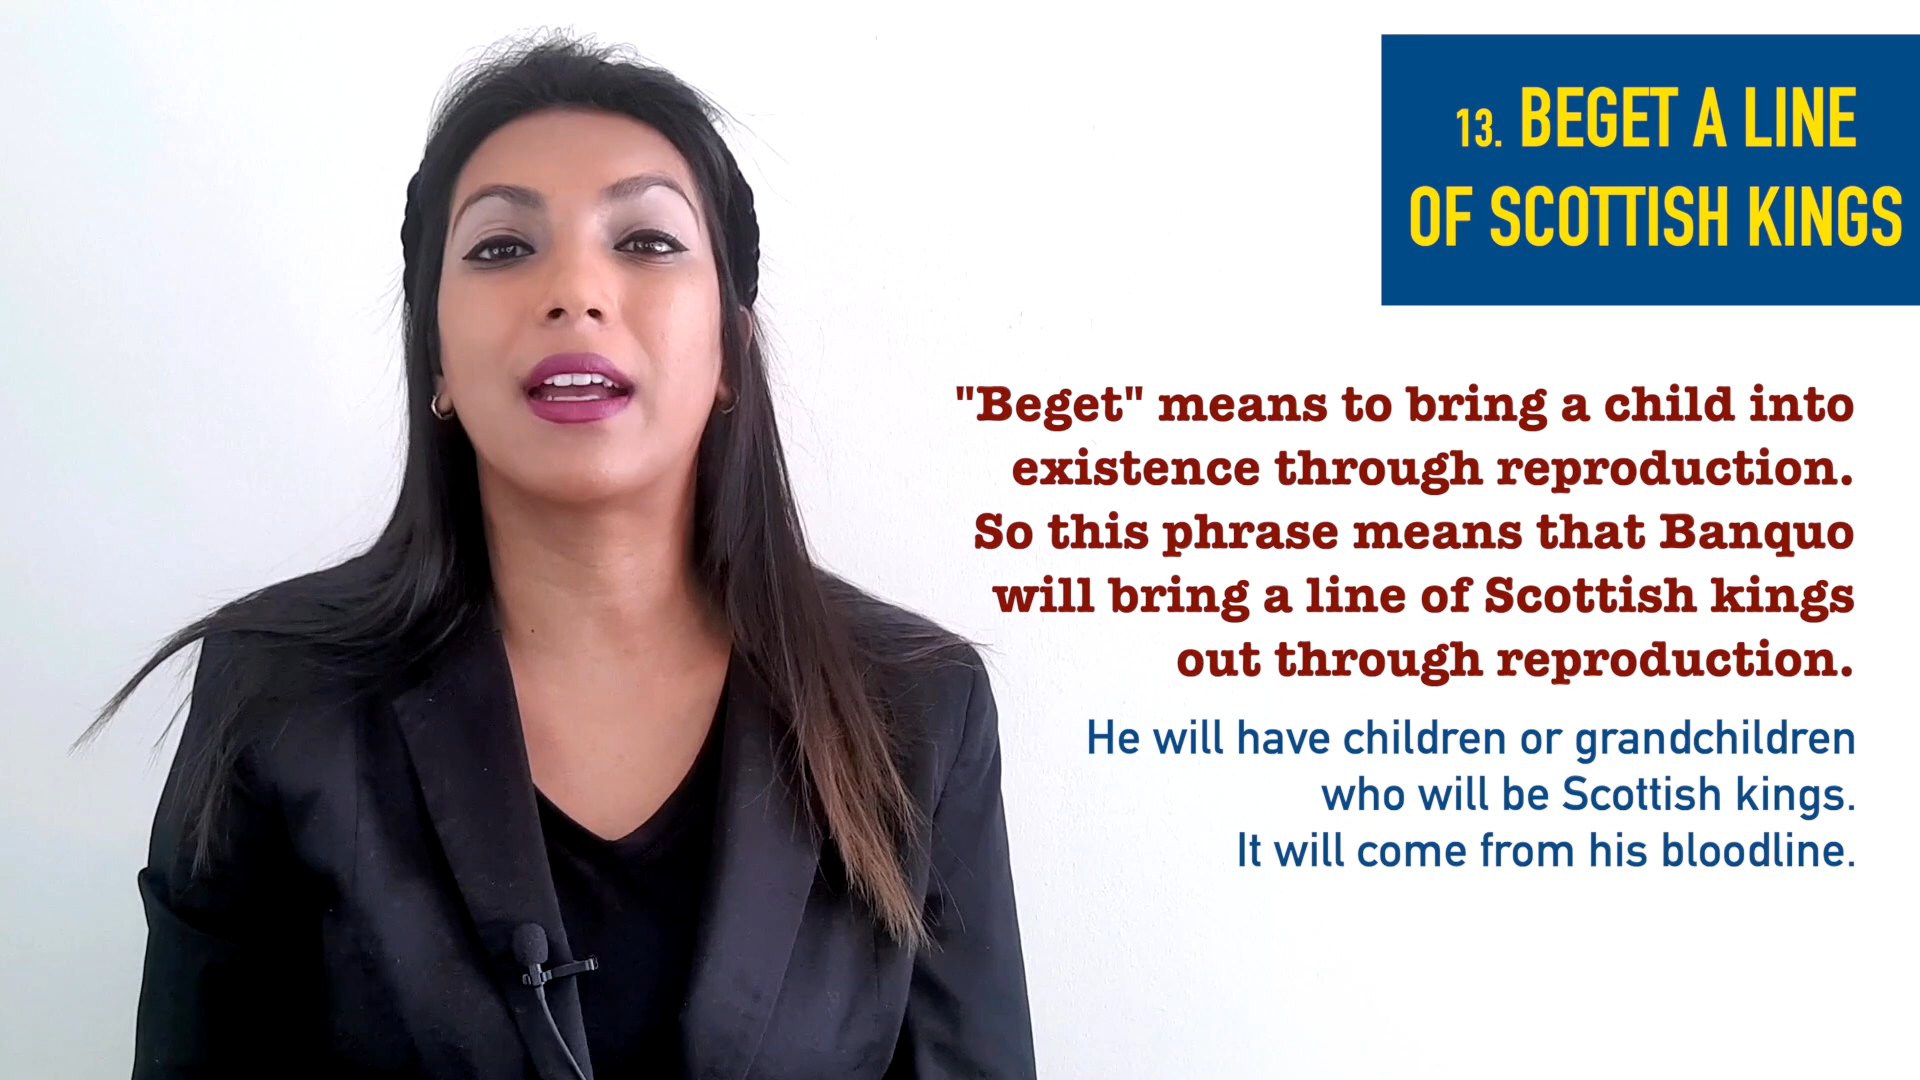 13. BEGET A LINE
OF SCOTTISH KINGS
"Beget" means to bring a child into
existence through reproduction.
So this phrase means that Banquo
will bring a line of Scottish kings
out through reproduction.
He will have children or grandchildren
who will be Scottish kings.
It will come from his bloodline.